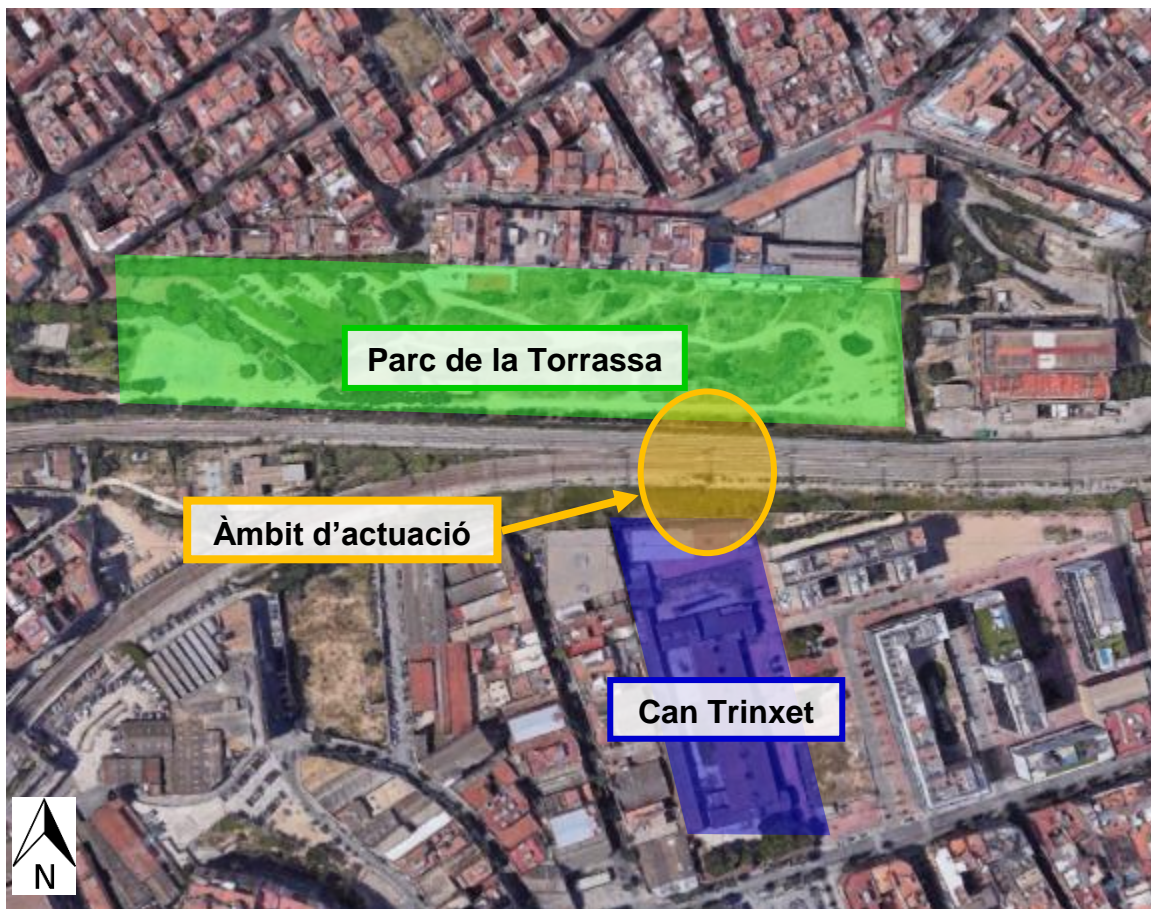 Parc de la Torrassa
Àmbit d’actuació
Can Trinxet
N